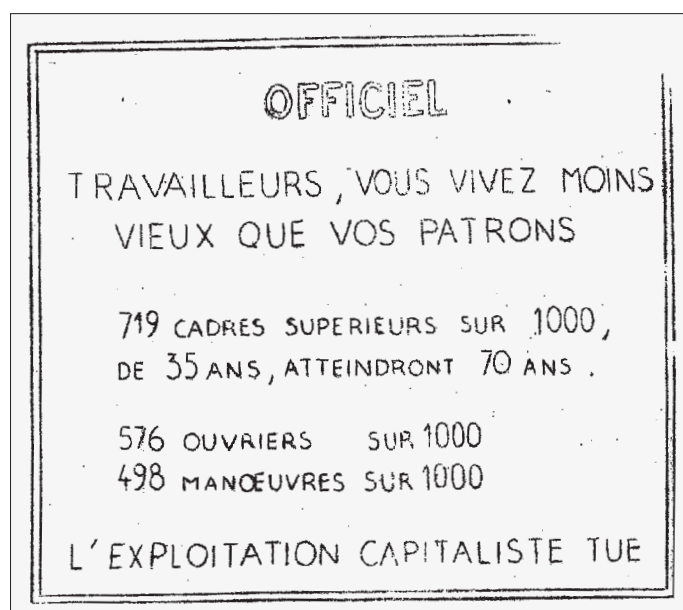 OFFICIEL
TRAVAILLEURS, VOUS VIVEZ MOINS
VIEUX QUE VOS PATRONS
719 CADRES SUPERIEURS SUR 1000,
DE 35 ANS, ATTEINDRONT 70 ANS.
576 OUVRIERS SUR 1000
498 MANŒUVRES SUR 1000
L'EXPLOITATION CAPITALISTE TUE